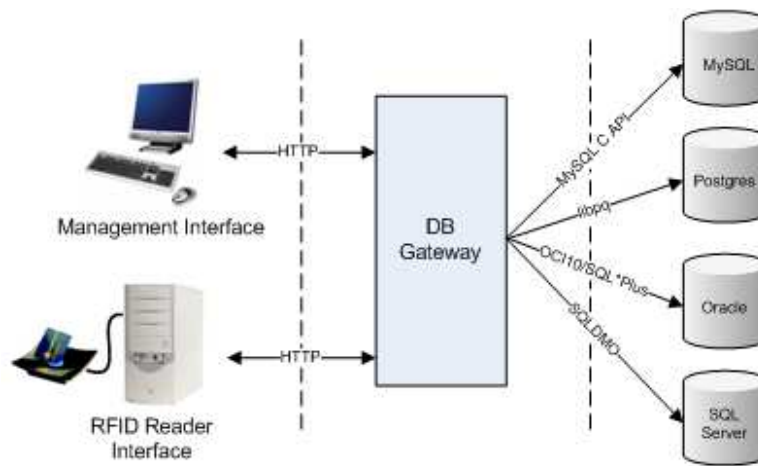 Management Interface
RFID Reader
Interface
HTTP
HTTP
DB
Gateway
MySQL C API
libpq
OCI10/SQL*Plus
SQLDMO
MySQL
Postgres
Oracle
SQL
Server